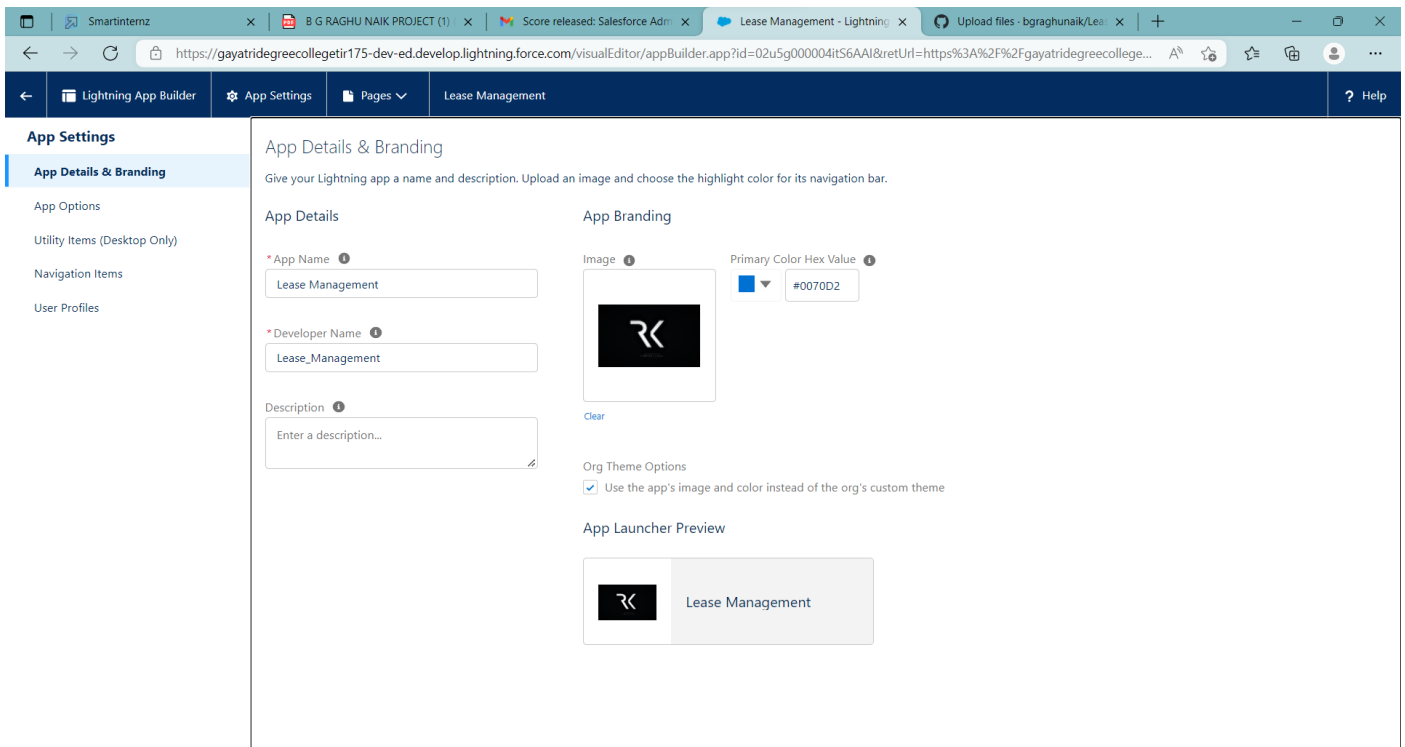 Smartinternz
B G RAGHU NAIK PROJECT (1) (
Score released: Salesforce Adm
Lease Management - Lightning
Upload files · bgraghunaik/Leas
https://gayatridegreecollegetir175-dev-ed.develop.lightning.force.com/visualEditor/appBuilder.app?id=02u5g000004itS6AAI&retUrl=https%3A%2F%2Fgayatridegreecollege...
Lightning App Builder
App Settings
Pages
Lease Management
? Help
App Settings
App Details & Branding
App Options
Utility Items (Desktop Only)
Navigation Items
User Profiles
App Details & Branding
Give your Lightning app a name and description. Upload an image and choose the highlight color for its navigation bar.
App Details
* App Name
Lease Management
* Developer Name
Lease_Management
Description
Enter a description...
App Branding
Image
RK
Clear
Primary Color Hex Value
#0070D2
Org Theme Options
Use the app's image and color instead of the org's custom theme
App Launcher Preview
RK
Lease Management